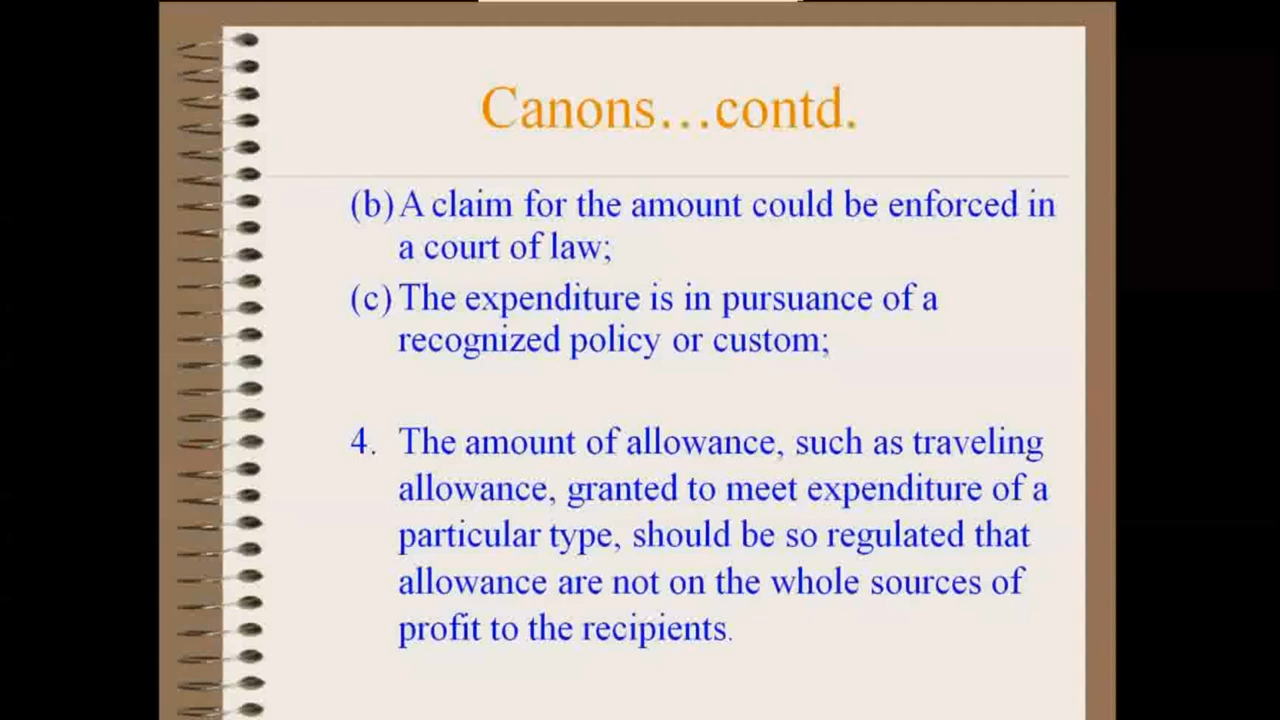 Canons...contd.
(b) A claim for the amount could be enforced in
a court of law;
(c) The expenditure is in pursuance of a
recognized policy or custom;
4. The amount of allowance, such as traveling
allowance, granted to meet expenditure of a
particular type, should be so regulated that
allowance are not on the whole sources of
profit to the recipients.